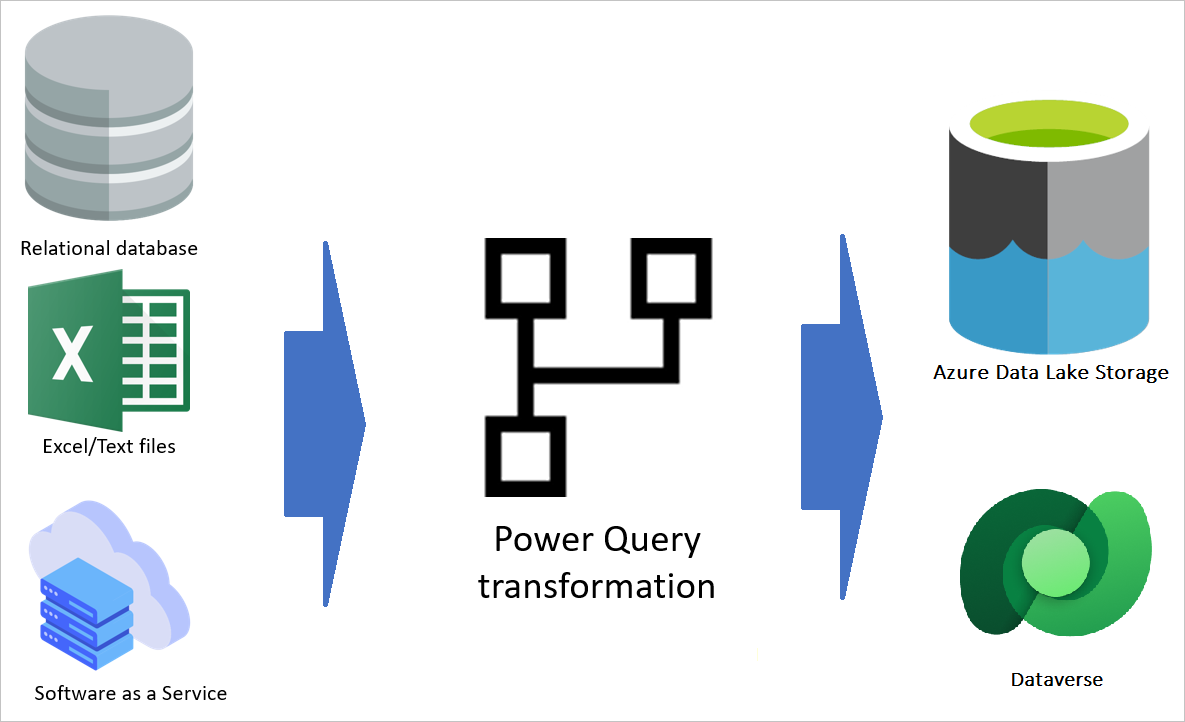 Relational database
X
Excel/Text files
Software as a Service
Power Query
transformation
Azure Data Lake Storage
Dataverse